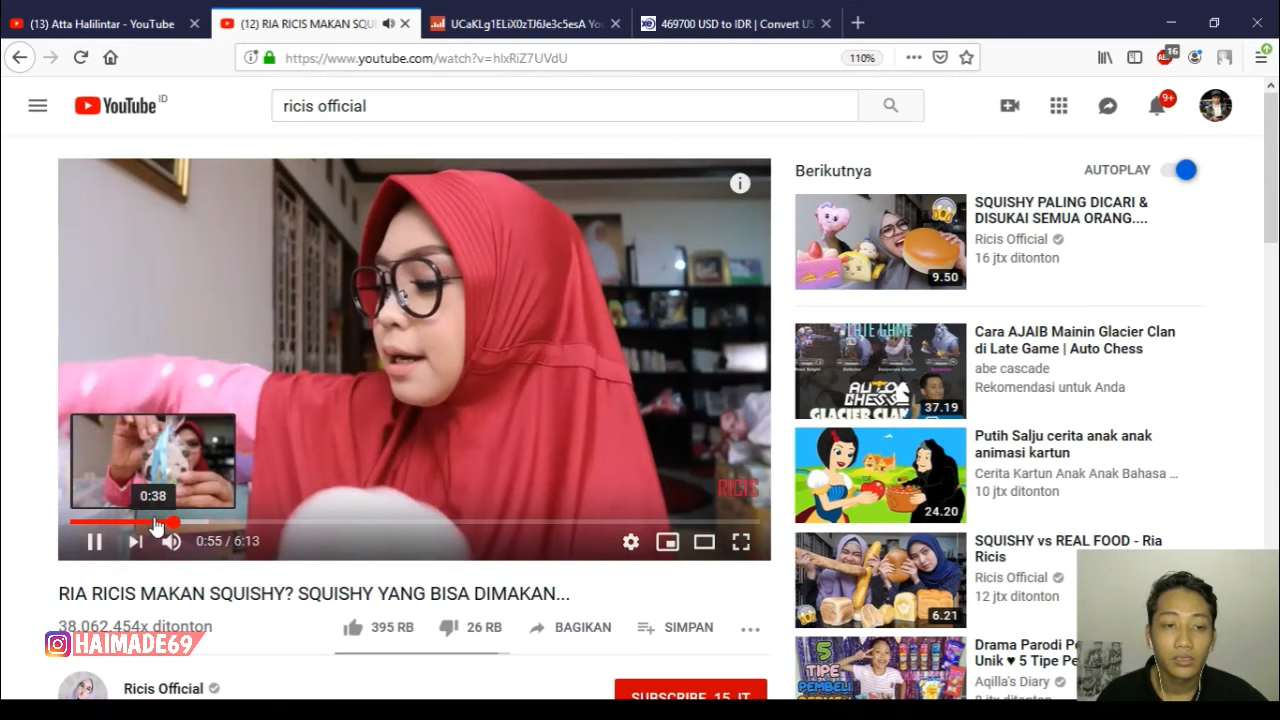 (13) Atta Halilintar - YouTube
(12) RIA RICIS MAKAN SQU
UCaKLg1ELiX0zTJ6Je3c5esA Yo
469700 USD to IDR | Convert US
https://www.youtube.com/watch?v=hlxRiZ7UVdU
110%
16
YouTube ID
ricis official
9+
Berikutnya
AUTOPLAY
SQUISHY PALING DICARI &
DISUKAI SEMUA ORANG....
Ricis Official
16 jtx ditonton
9.50
LATE GAME
AUTO
CHESS
GLACIER CLAN
37.19
Cara AJAIB Mainin Glacier Clan
di Late Game | Auto Chess
abe cascade
Rekomendasi untuk Anda
Putih Salju cerita anak anak
animasi kartun
Cerita Kartun Anak Anak Bahasa ...
10 jtx ditonton
24.20
SQUISHY vs REAL FOOD - Ria
Ricis
Ricis Official
12 jtx ditonton
6.21
5
TIPE
PEMBELI
Drama Parodi Pe
Unik ♥ 5 Tipe Pe
Aqilla's Diary
8 jtx ditonton
RICIS
0:38
0:55 / 6:13
RIA RICIS MAKAN SQUISHY? SQUISHY YANG BISA DIMAKAN...
38.062.454x ditonton
395 RB
26 RB
BAGIKAN
SIMPAN
HAIMADE69
Ricis Official
SUBSCRIBE 15 JT